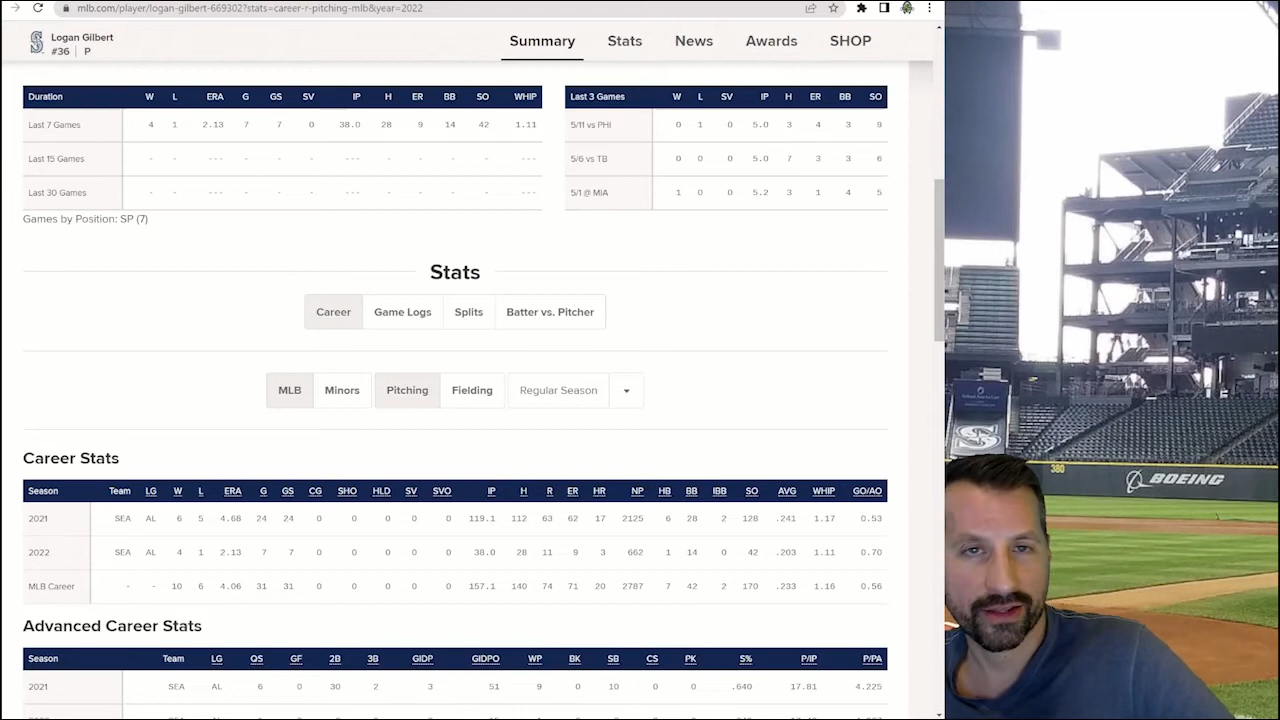 mlb.com/player/logan-gilbert-669302?stats=career-r-pitching-mlb&year=2022
Logan Gilbert
#36 | P
Summary Stats News Awards SHOP
Duration W L ERA G GS SV IP H ER BB SO WHIP
Last 7 Games 4 1 2.13 7 7 0 38.0 28 9 14 42 1.11
Last 15 Games - - --- - - - --- - - - - ---
Last 30 Games - - --- - - - --- - - - - ---
Games by Position: SP (7)
Last 3 Games W L SV IP H ER BB SO
5/11 vs PHI 0 1 0 5.0 3 4 3 9
5/6 vs TB 0 0 0 5.0 7 3 3 6
5/1 @ MIA 1 0 0 5.2 3 1 4 5
Stats
Career Game Logs Splits Batter vs. Pitcher
MLB Minors Pitching Fielding Regular Season
Career Stats
Season Team LG W L ERA G GS CG SHO HLD SV SVO IP H R ER HR NP HB BB IBB SO AVG WHIP GO/AO
2021 SEA AL 6 5 4.68 24 24 0 0 0 0 0 119.1 112 63 62 17 2125 6 28 2 128 .241 1.17 0.53
2022 SEA AL 4 1 2.13 7 7 0 0 0 0 0 38.0 28 11 9 3 662 1 14 0 42 .203 1.11 0.70
MLB Career - - 10 6 4.06 31 31 0 0 0 0 0 157.1 140 74 71 20 2787 7 42 2 170 .233 1.16 0.56
Advanced Career Stats
Season Team LG QS GF 2B 3B GIDP GIDPO WP BK SB CS PK S% P/IP P/PA
2021 SEA AL 6 0 30 2 3 51 9 0 10 0 0 .640 17.81 4.225
380
BOEING